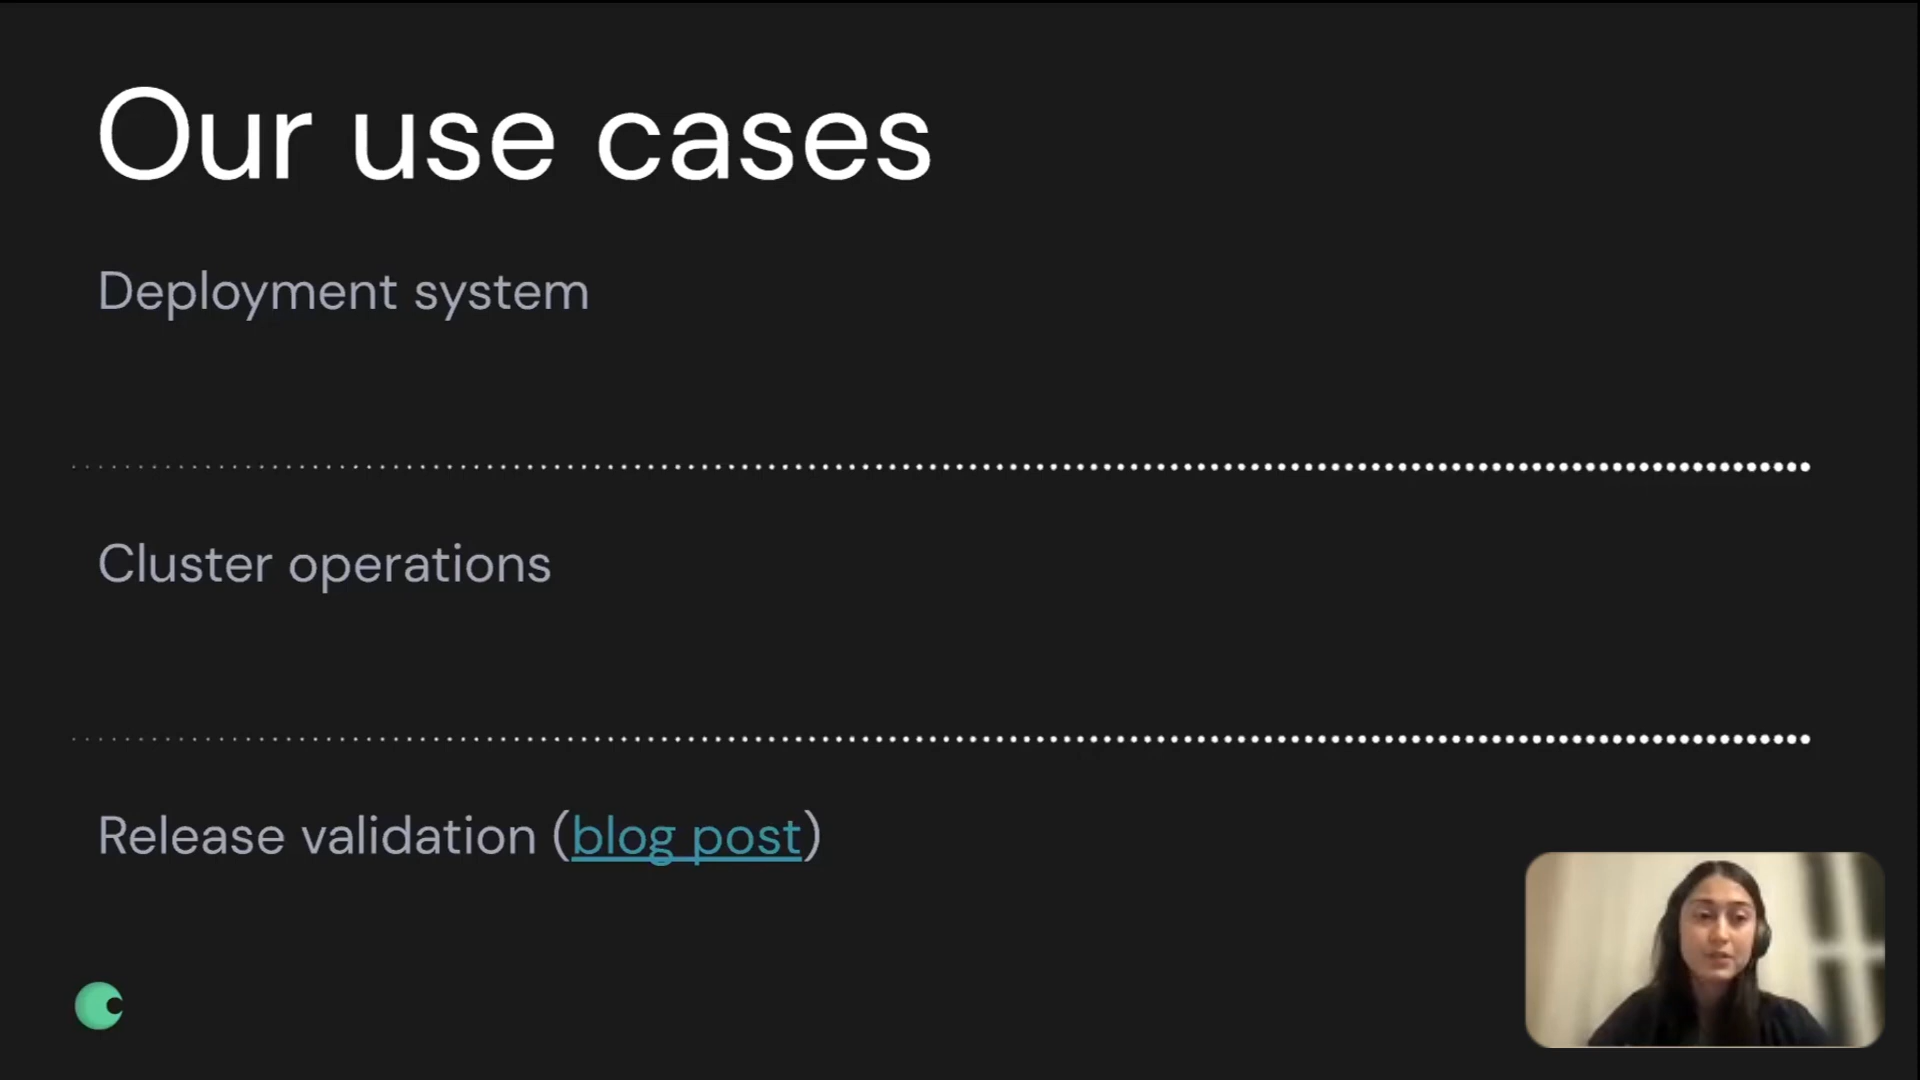 Our use cases
Deployment system
Cluster operations
Release validation (blog post)